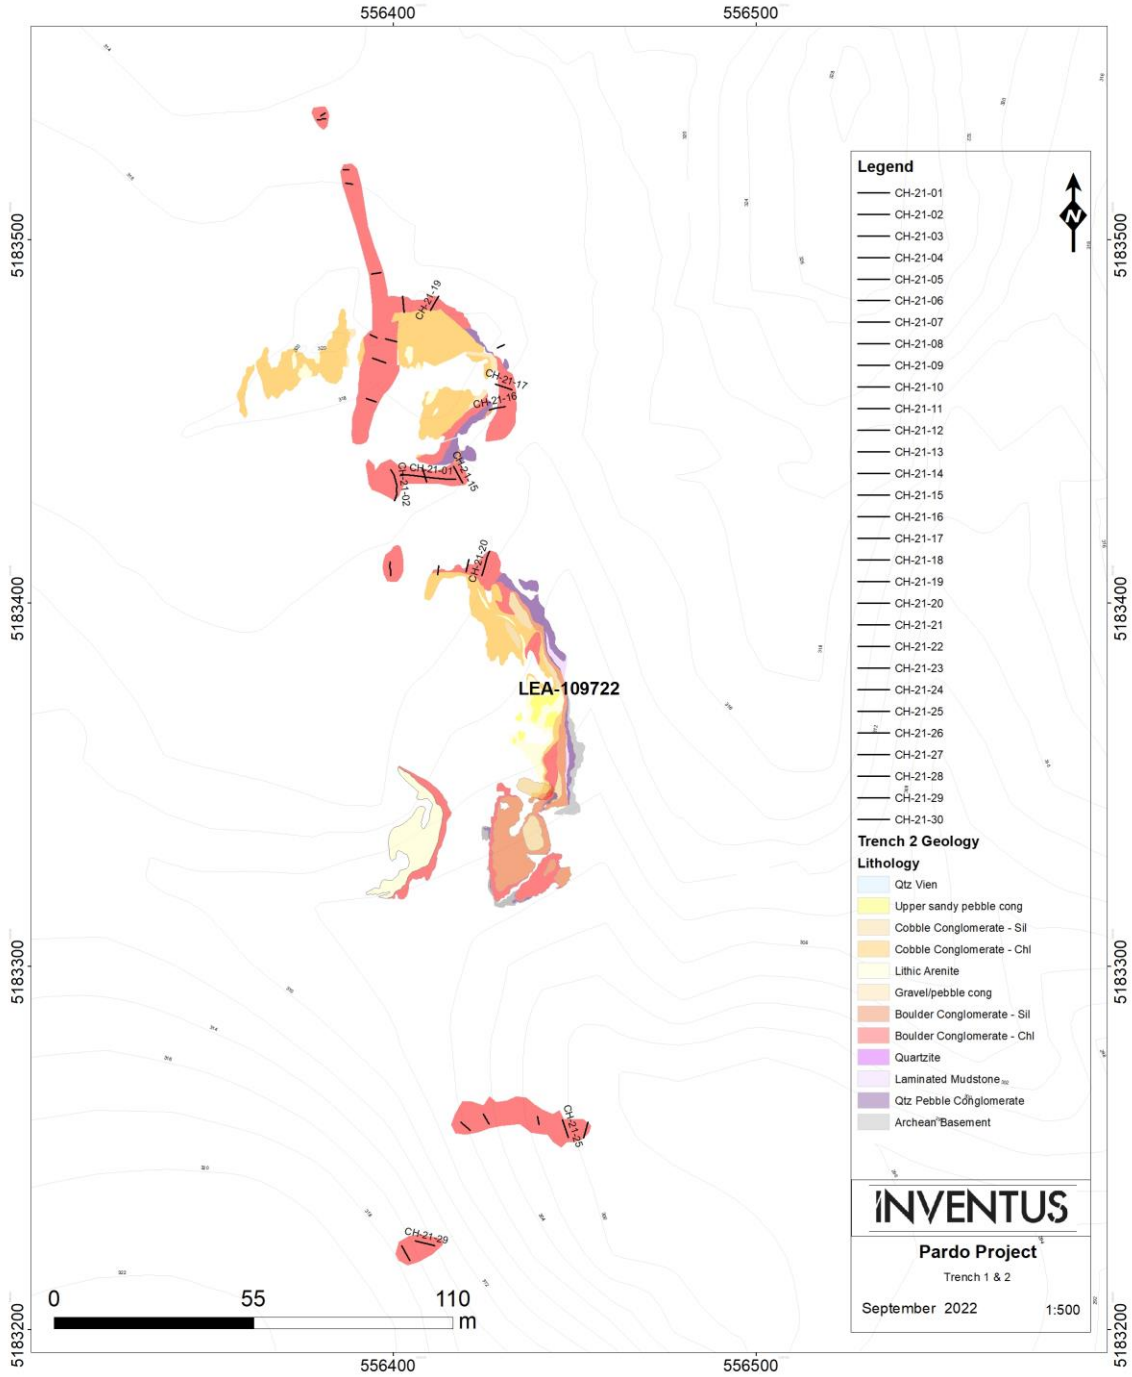 556400
556500
5183500
5183500
5183400
5183400
5183300
5183300
5183200
5183200
CH-21-19
CH-21-17
CH-21-16
CH-21-01
CH-21-02
CH-21-15
CH-21-20
LEA-109722
CH-21-25
CH-21-29
0 55 110
m
556400
556500
Legend
N
CH-21-01
CH-21-02
CH-21-03
CH-21-04
CH-21-05
CH-21-06
CH-21-07
CH-21-08
CH-21-09
CH-21-10
CH-21-11
CH-21-12
CH-21-13
CH-21-14
CH-21-15
CH-21-16
CH-21-17
CH-21-18
CH-21-19
CH-21-20
CH-21-21
CH-21-22
CH-21-23
CH-21-24
CH-21-25
CH-21-26
CH-21-27
CH-21-28
CH-21-29
CH-21-30
Trench 2 Geology
Lithology
Qtz Vien
Upper sandy pebble cong
Cobble Conglomerate - Sil
Cobble Conglomerate - Chl
Lithic Arenite
Gravel/pebble cong
Boulder Conglomerate - Sil
Boulder Conglomerate - Chl
Quartzite
Laminated Mudstone
Qtz Pebble Conglomerate
Archean Basement
INVENTUS
Pardo Project
Trench 1 & 2
September 2022 1:500